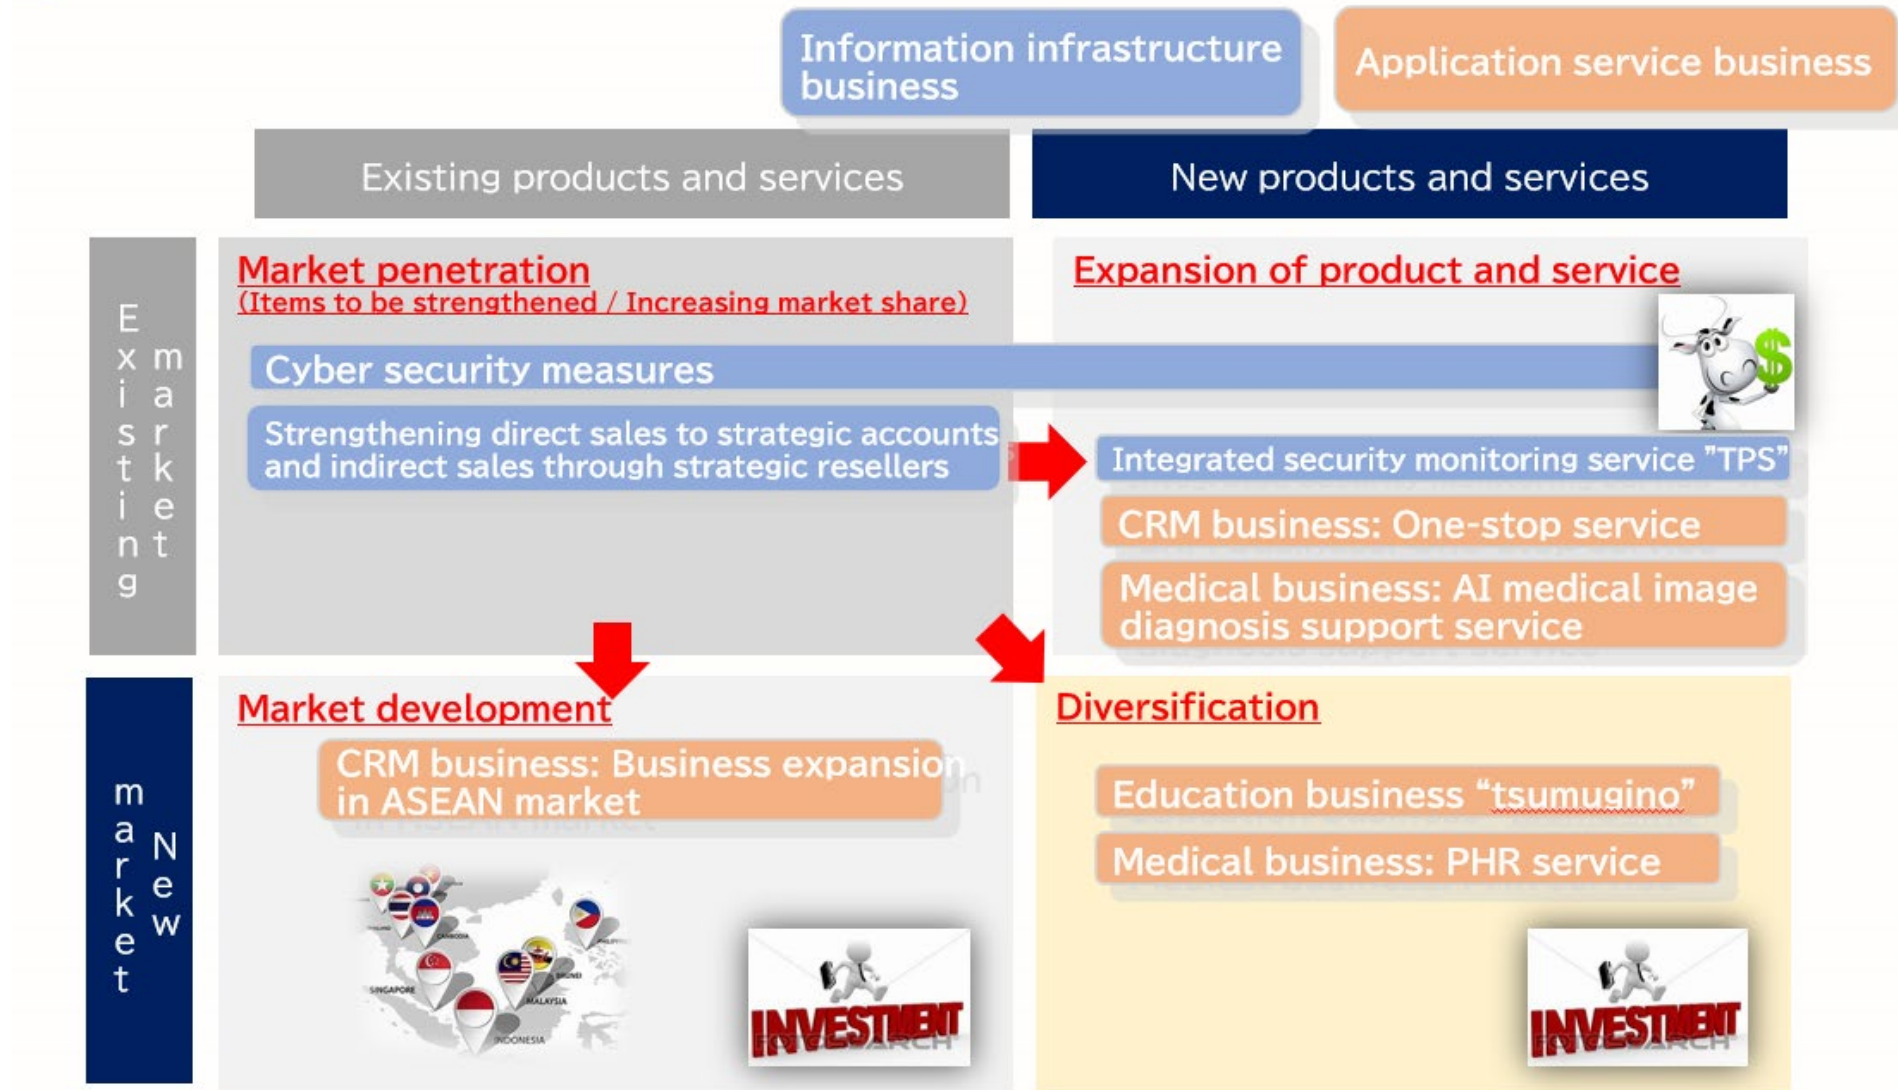 Information infrastructure
business
Application service business
Existing products and services
New products and services
Existing
market
Market penetration
(Items to be strengthened / Increasing market share)
Cyber security measures
Strengthening direct sales to strategic accounts
and indirect sales through strategic resellers
Expansion of product and service
$
Integrated security monitoring service "TPS"
CRM business: One-stop service
Medical business: AI medical image
diagnosis support service
New
market
Market development
CRM business: Business expansion
in ASEAN market
CAMBODIA
SINGAPORE
BRUNEI
MALAYSIA
INDONESIA
INVESTMENT
Diversification
Education business “tsumugino”
Medical business: PHR service
INVESTMENT